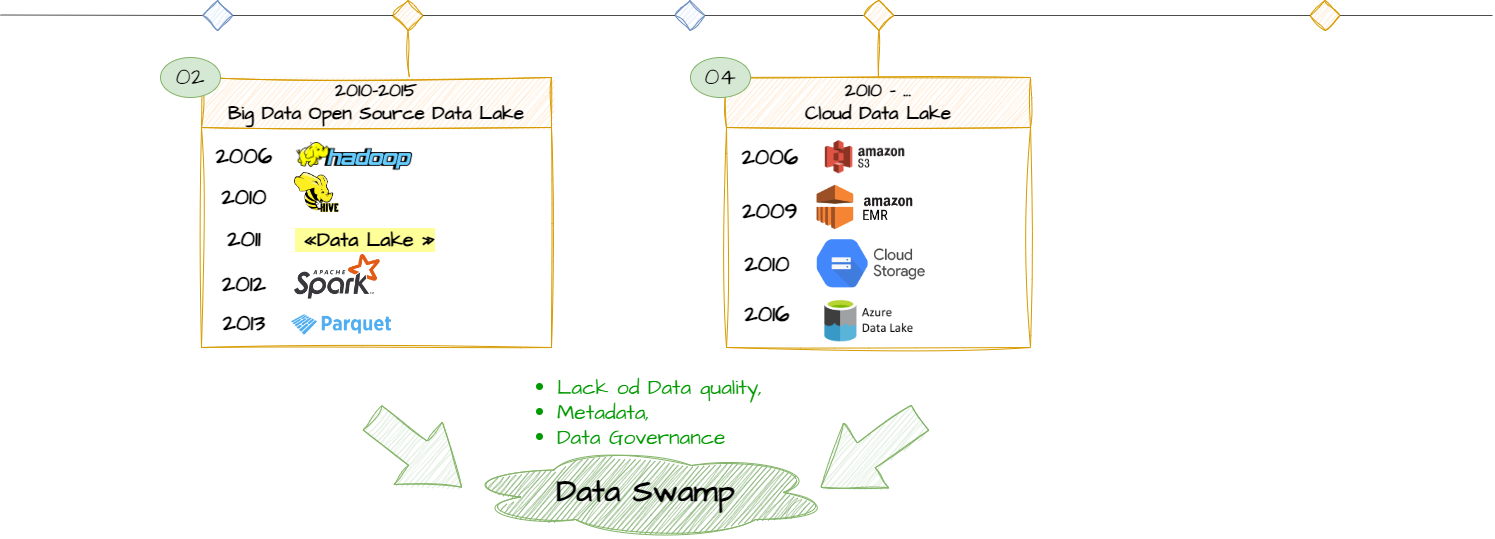 02
2010-2015
Big Data Open Source Data Lake
2006 hadoop
2010 HIVE
2011 «Data Lake »
2012 APACHE Spark
2013 Parquet
04
2010 - ...
Cloud Data Lake
2006 amazon S3
2009 amazon EMR
2010 Cloud Storage
2016 Azure Data Lake
• Lack od Data quality,
• Metadata,
• Data Governance
Data Swamp